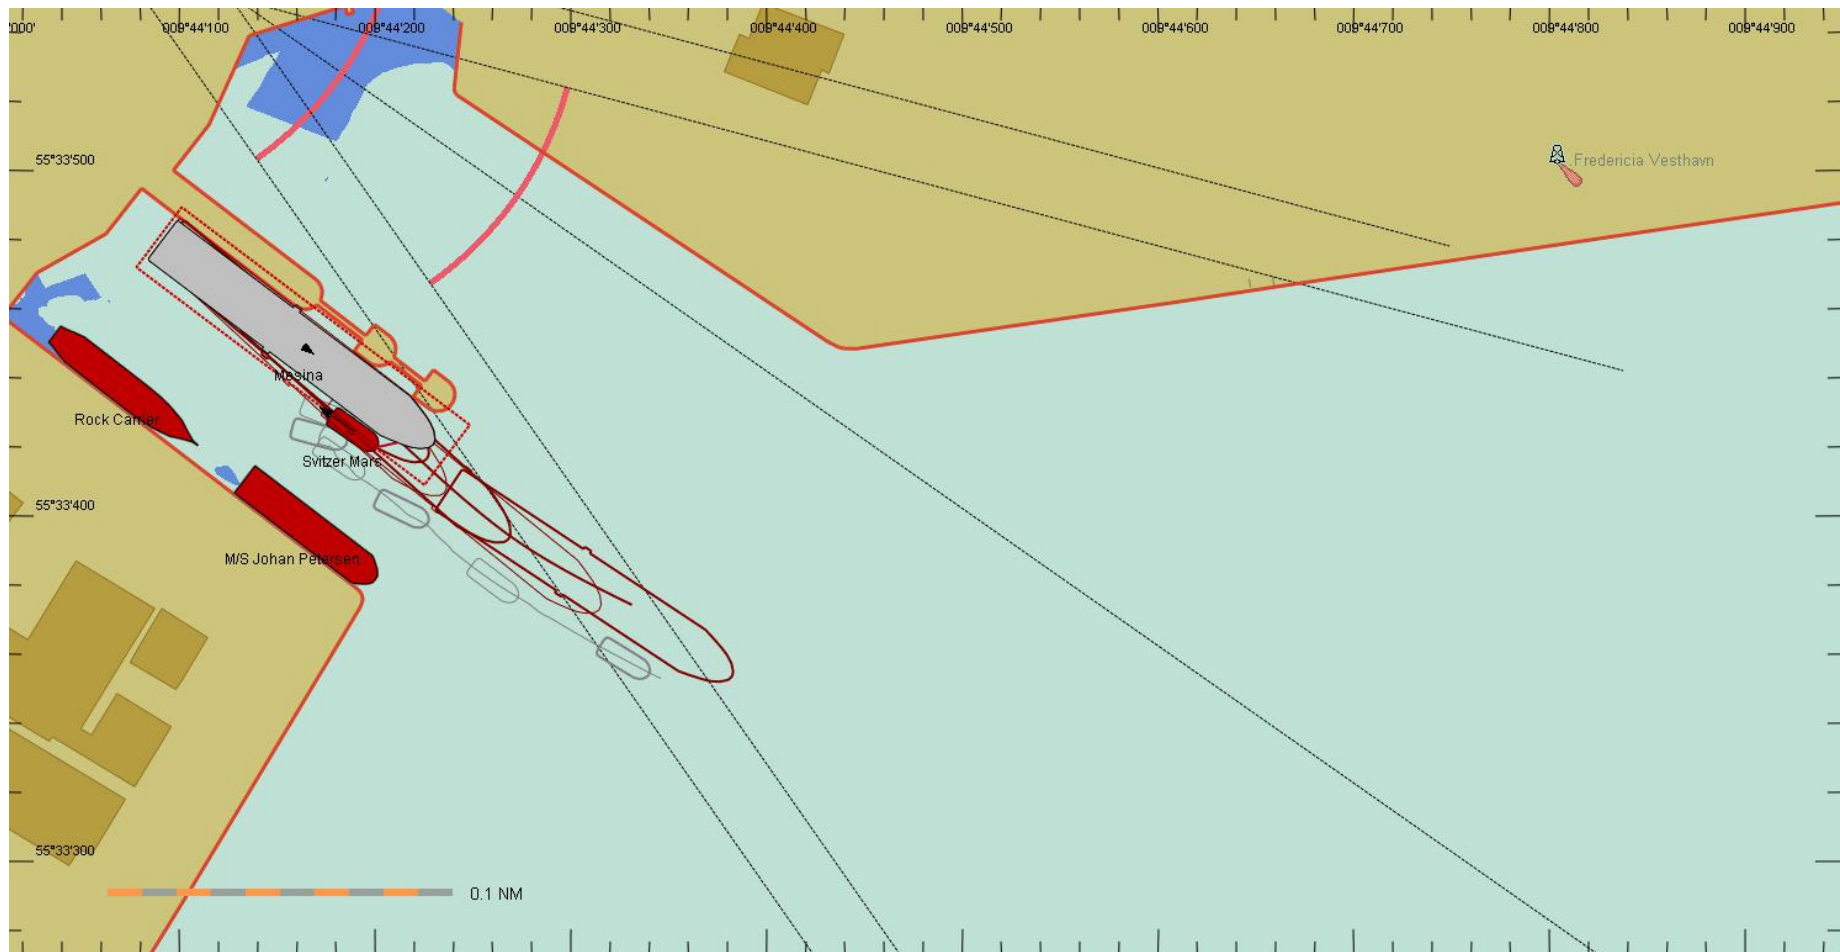 000'
009°44'100
009°44'200
009°44'300
009°44'400
009°44'500
009°44'600
009°44'700
009°44'800
009°44'900
55°33'500
Fredericia Vesthavn
Mesina
Rock Carrier
Svitzer Mars
55°33'400
M/S Johan Petersen
55°33'300
0.1 NM